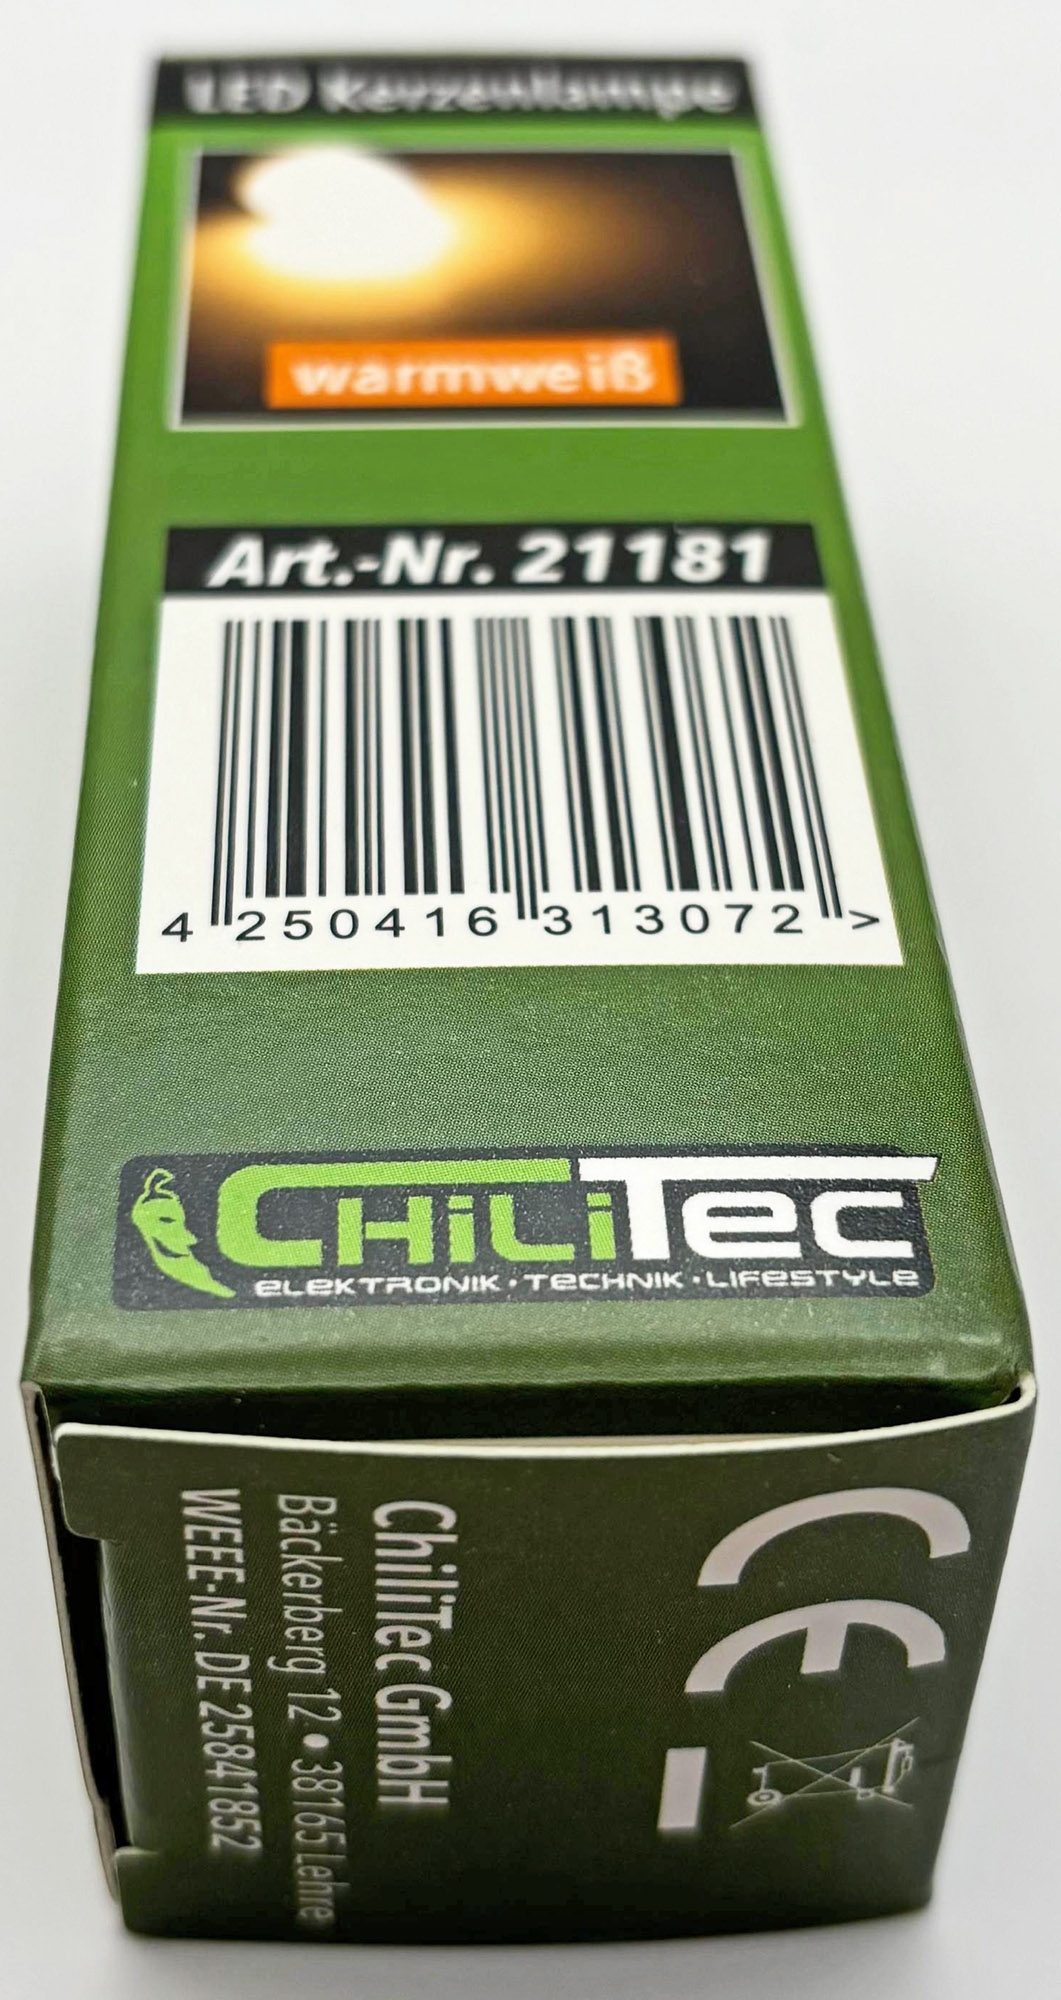 LED Kerzenlampe
warmweiß
Art.-Nr. 21181
4 250416 313072 >
CHiLiTec
ELEKTRONIK · TECHNIK · LIFESTYLE
CE
ChiliTec GmbH
Bäckerberg 12 • 38165 Lehre
WEEE-Nr. DE 25841852